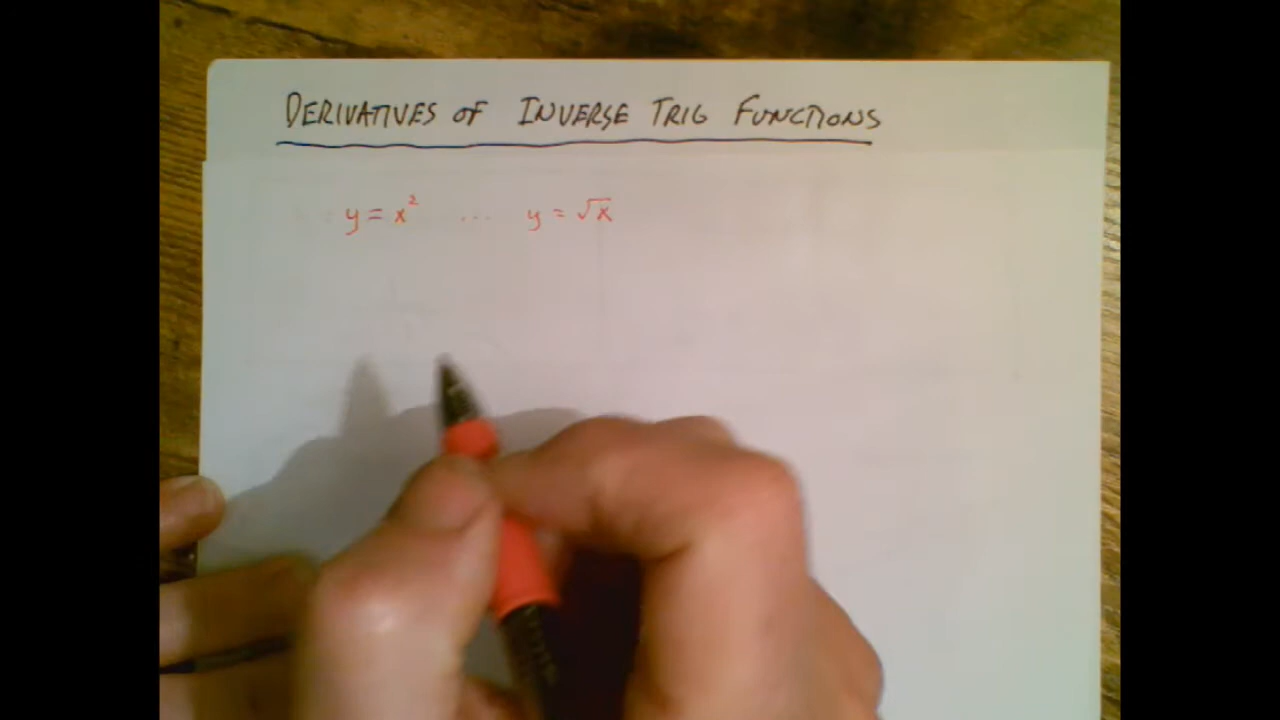 DERIVATIVES OF INVERSE TRIG FUNCTIONS
y = x² ... y = √x